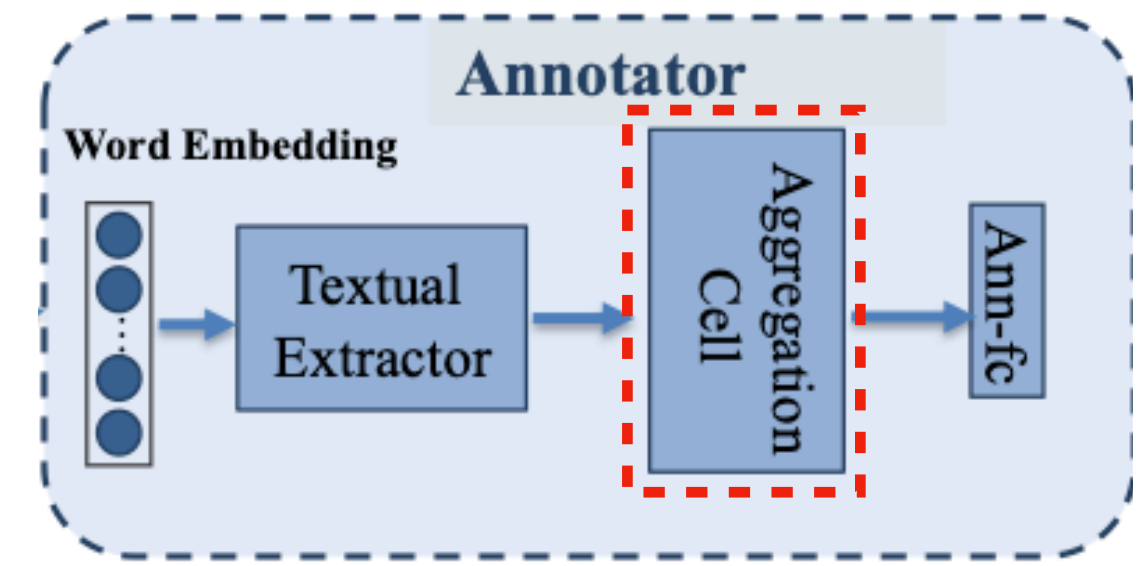 Annotator
Word Embedding
Textual
Extractor
Aggregation
Cell
Ann-fc